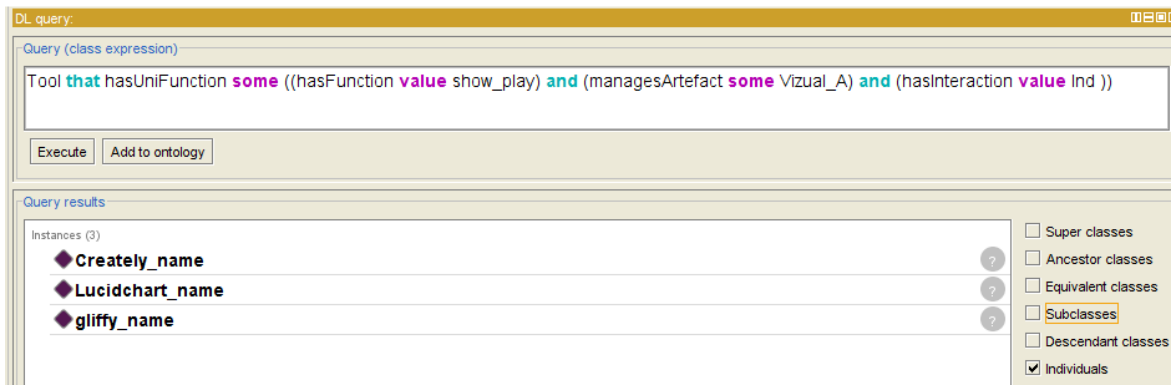 DL query:
Query (class expression)
Tool that hasUniFunction some ((hasFunction value show_play) and (managesArtefact some Vizual_A) and (hasInteraction value Ind ))
Execute
Add to ontology
Query results
Instances (3)
Creately_name
?
Lucidchart_name
?
gliffy_name
?
Super classes
Ancestor classes
Equivalent classes
Subclasses
Descendant classes
Individuals